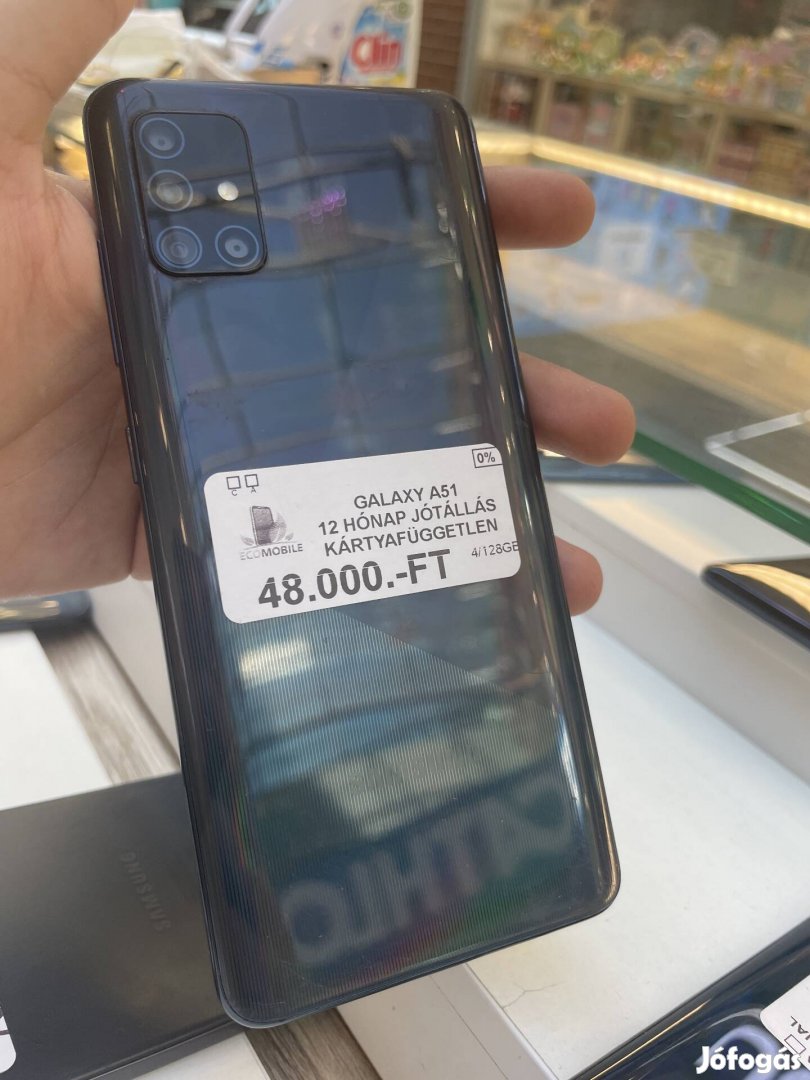 Clin
0%
C A
GALAXY A51
12 HÓNAP JÓTÁLLÁS
KÁRTYAFÜGGETLEN
ECOMOBILE
4/128GB
48.000.-FT
SAMSUNG
Jófogás